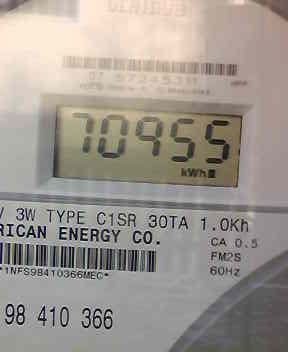 70955
kWh
V 3W TYPE C1SR 30TA 1.0Kh
RICAN ENERGY CO.
CA 0.5
FM2S
*1NFS98410366MEC*
60Hz
98 410 366